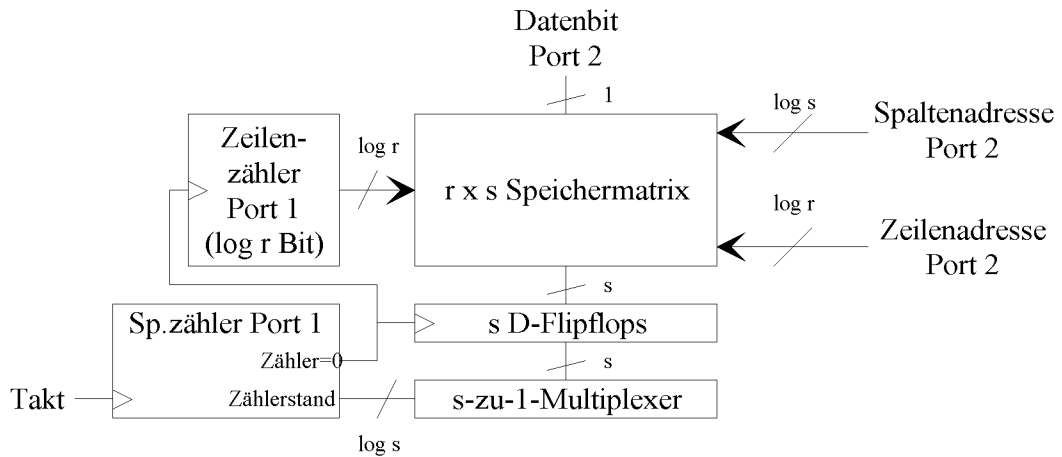 Datenbit
Port 2
1
log s
Spaltenadresse
Port 2
Zeilen-
zähler
Port 1
(log r Bit)
log r
r x s Speichermatrix
log r
Zeilenadresse
Port 2
s
Sp.zähler Port 1
s D-Flipflops
Zähler=0
s
Takt
Zählerstand
s-zu-1-Multiplexer
log s